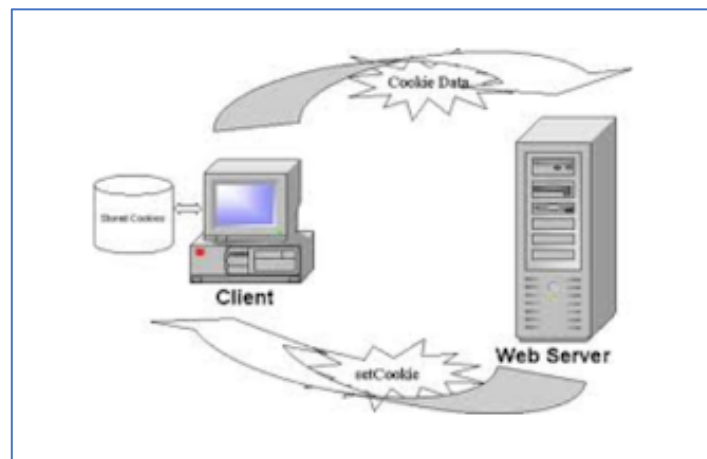 Cookie Data
Stored Cookies
Client
Web Server
setCookie